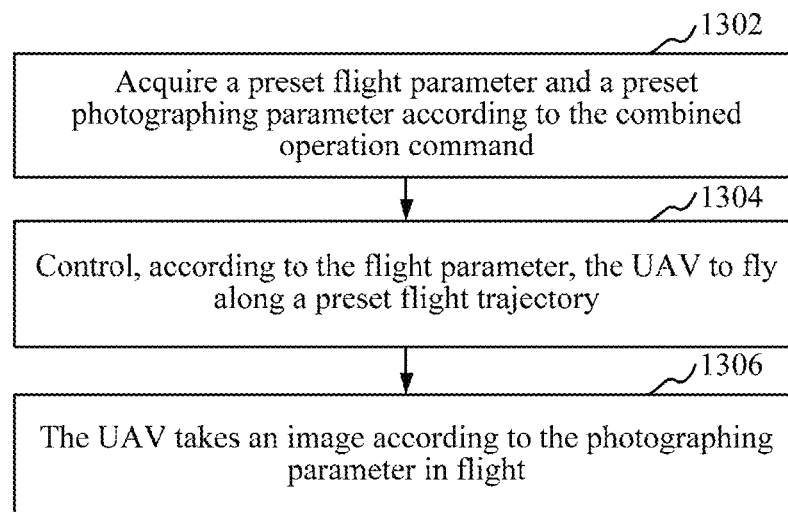 1302
Acquire a preset flight parameter and a preset
photographing parameter according to the combined
operation command
1304
Control, according to the flight parameter, the UAV to fly
along a preset flight trajectory
1306
The UAV takes an image according to the photographing
parameter in flight